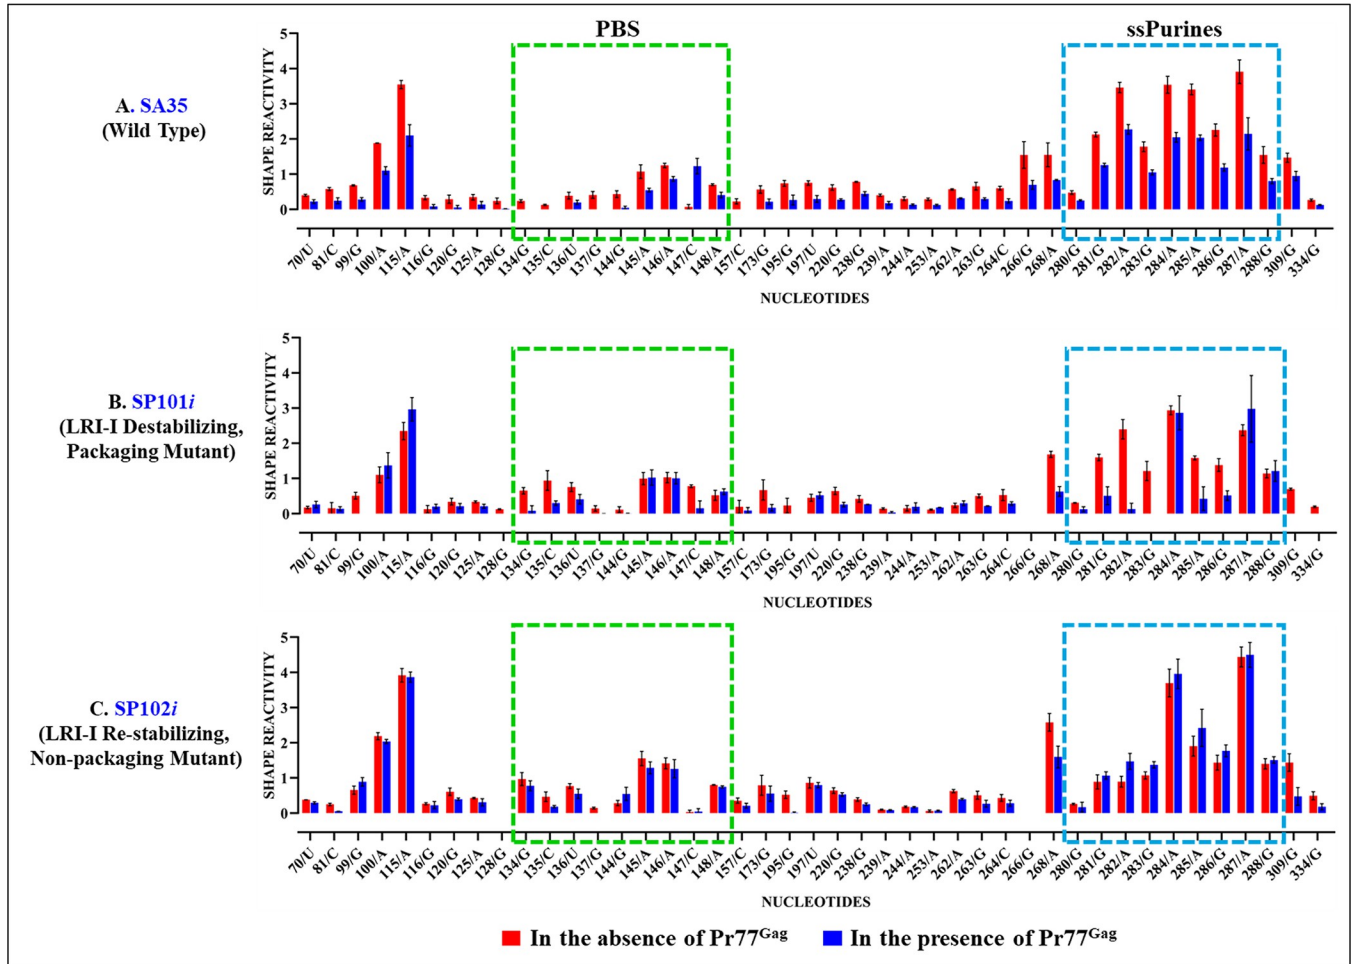 PBS
ssPurines
A. SA35
(Wild Type)
SHAPE REACTIVITY
5
4
3
2
1
0
70/U 81/C 99/G 100/A 115/A 116/G 120/G 125/A 128/G 134/G 135/C 136/U 137/G 144/G 145/A 146/A 147/C 148/A 157/C 173/G 195/G 197/U 220/G 238/G 239/A 244/A 253/A 262/A 263/G 264/C 266/G 268/A 280/G 281/G 282/A 283/G 284/A 285/A 286/G 287/A 288/G 309/G 334/G
NUCLEOTIDES
B. SP101i
(LRI-I Destabilizing,
Packaging Mutant)
SHAPE REACTIVITY
5
4
3
2
1
0
70/U 81/C 99/G 100/A 115/A 116/G 120/G 125/A 128/G 134/G 135/C 136/U 137/G 144/G 145/A 146/A 147/C 148/A 157/C 173/G 195/G 197/U 220/G 238/G 239/A 244/A 253/A 262/A 263/G 264/C 266/G 268/A 280/G 281/G 282/A 283/G 284/A 285/A 286/G 287/A 288/G 309/G 334/G
NUCLEOTIDES
C. SP102i
(LRI-I Re-stabilizing,
Non-packaging Mutant)
SHAPE REACTIVITY
5
4
3
2
1
0
70/U 81/C 99/G 100/A 115/A 116/G 120/G 125/A 128/G 134/G 135/C 136/U 137/G 144/G 145/A 146/A 147/C 148/A 157/C 173/G 195/G 197/U 220/G 238/G 239/A 244/A 253/A 262/A 263/G 264/C 266/G 268/A 280/G 281/G 282/A 283/G 284/A 285/A 286/G 287/A 288/G 309/G 334/G
NUCLEOTIDES
In the absence of Pr77Gag
In the presence of Pr77Gag